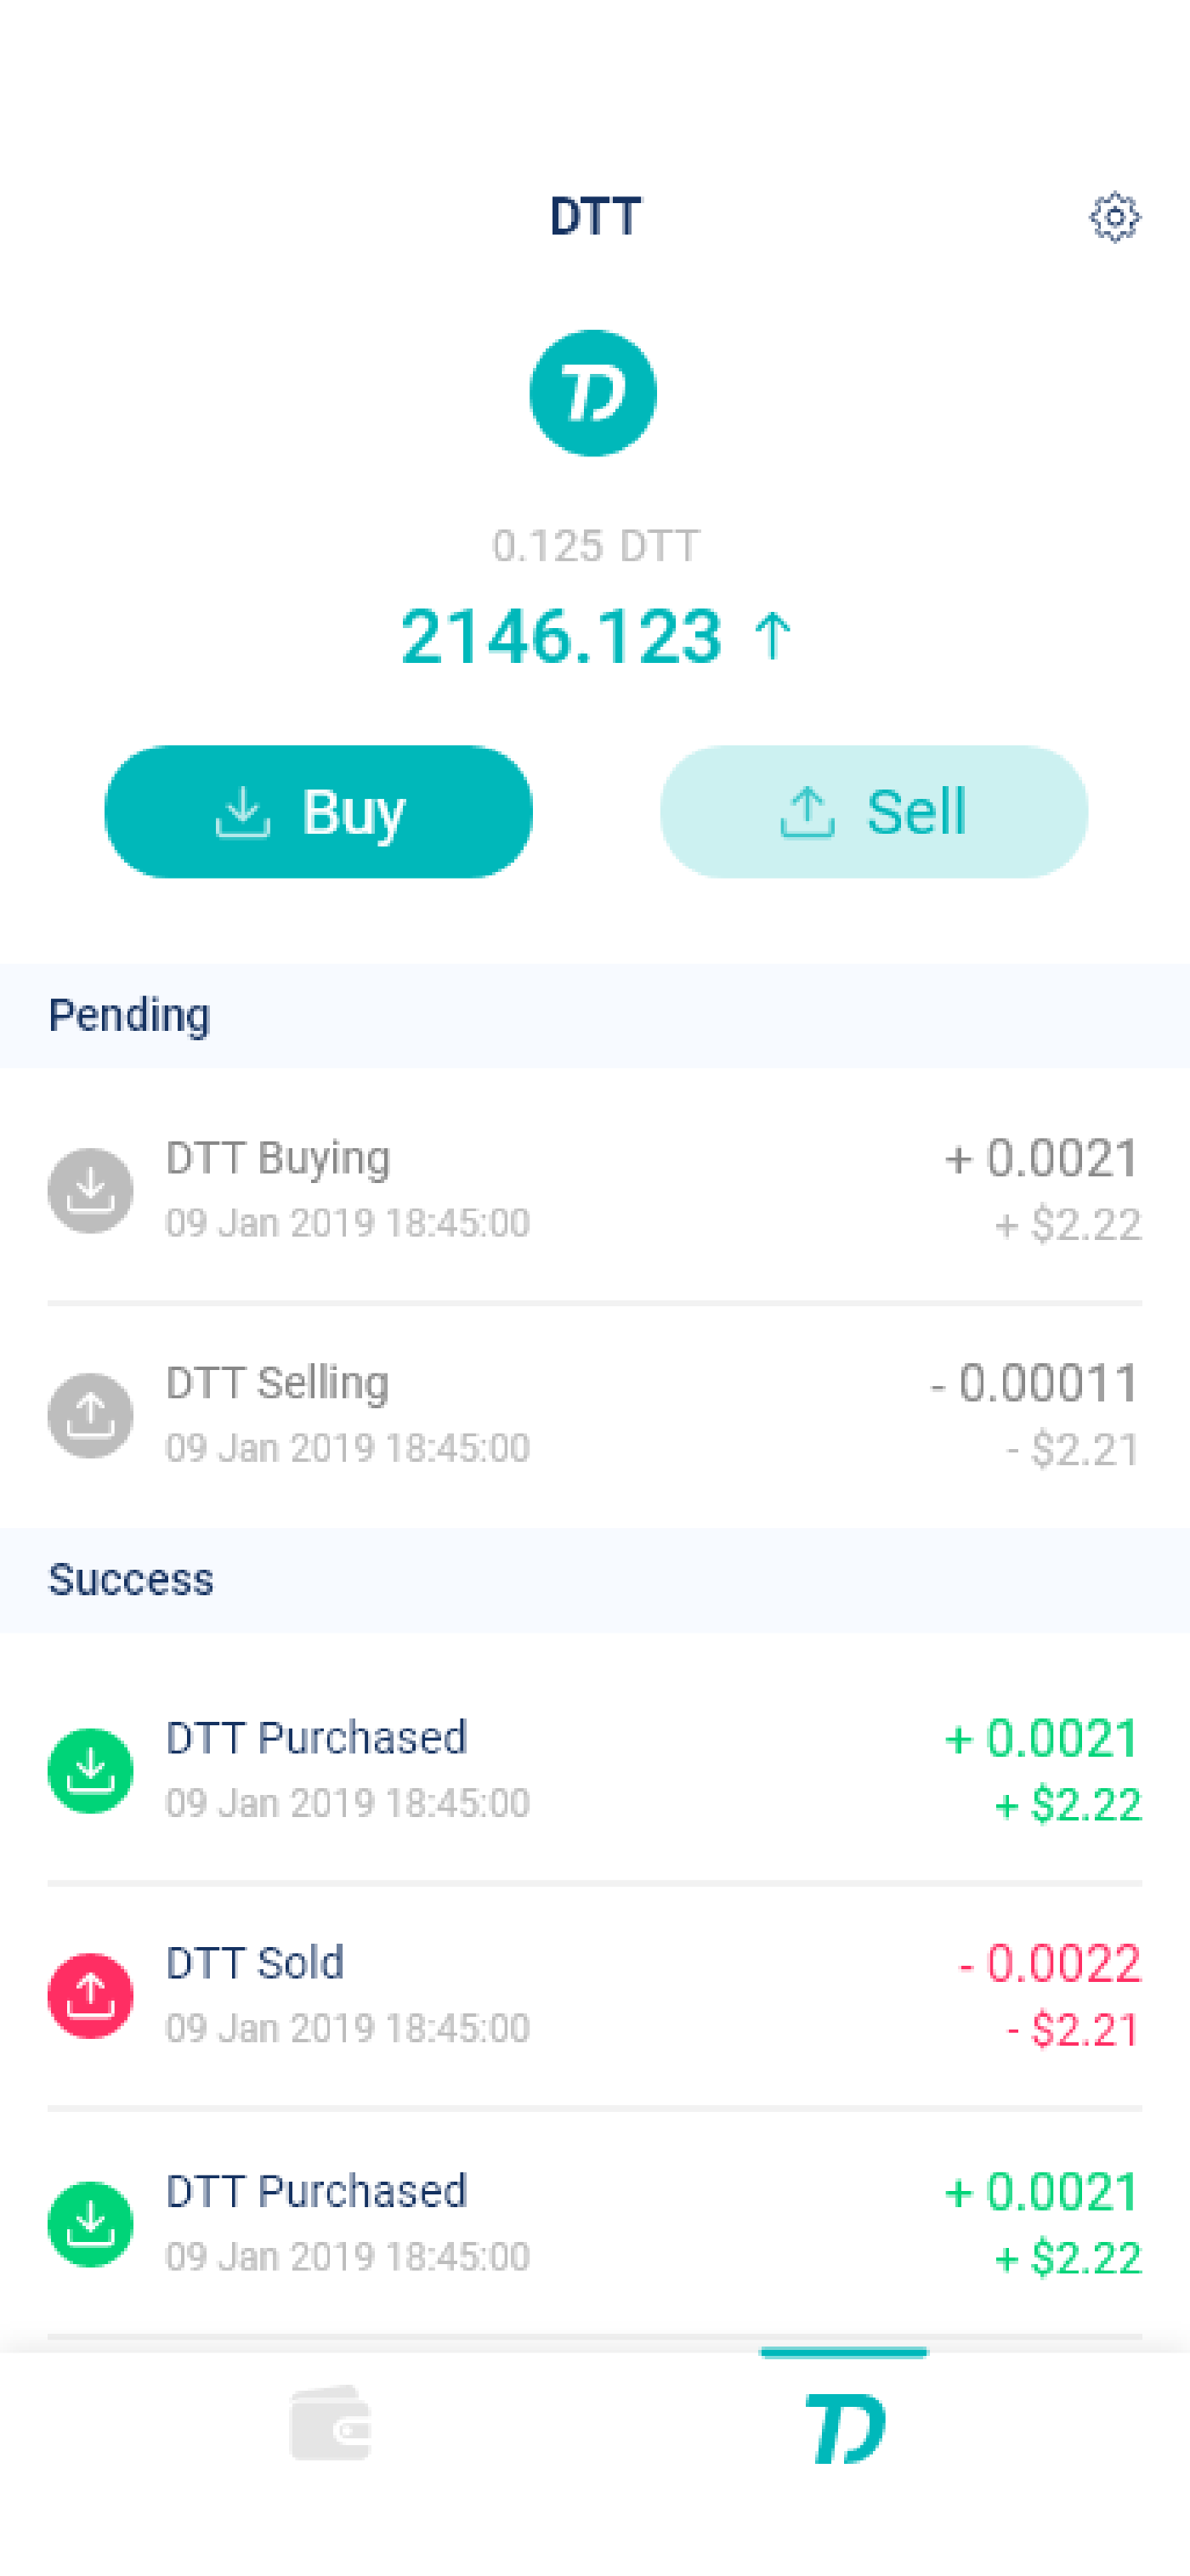 DTT
TD
0.125 DTT
2146.123 ↑
Buy
Sell
Pending
DTT Buying
+ 0.0021
09 Jan 2019 18:45:00
+ $2.22
DTT Selling
- 0.00011
09 Jan 2019 18:45:00
- $2.21
Success
DTT Purchased
+ 0.0021
09 Jan 2019 18:45:00
+ $2.22
DTT Sold
- 0.0022
09 Jan 2019 18:45:00
- $2.21
DTT Purchased
+ 0.0021
09 Jan 2019 18:45:00
+ $2.22
TD